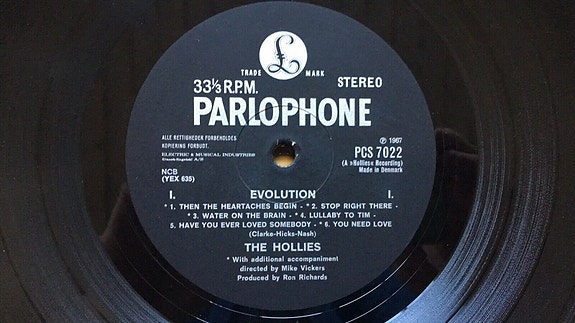 £
TRADE MARK
33⅓ R.P.M. STEREO
PARLOPHONE
ALLE RETTIGHEDER FORBEHOLDES
KOPIERING FORBUDT.
ELECTRIC & MUSICAL INDUSTRIES
(Dansk-Engelsk) A/S
NCB
(YEX 635)
℗ 1967
PCS 7022
(A »Hollies« Recording)
Made in Denmark
I. EVOLUTION I.
* 1. THEN THE HEARTACHES BEGIN - * 2. STOP RIGHT THERE -
* 3. WATER ON THE BRAIN - * 4. LULLABY TO TIM -
5. HAVE YOU EVER LOVED SOMEBODY - * 6. YOU NEED LOVE
(Clarke-Hicks-Nash)
THE HOLLIES
* With additional accompaniment
directed by Mike Vickers
Produced by Ron Richards